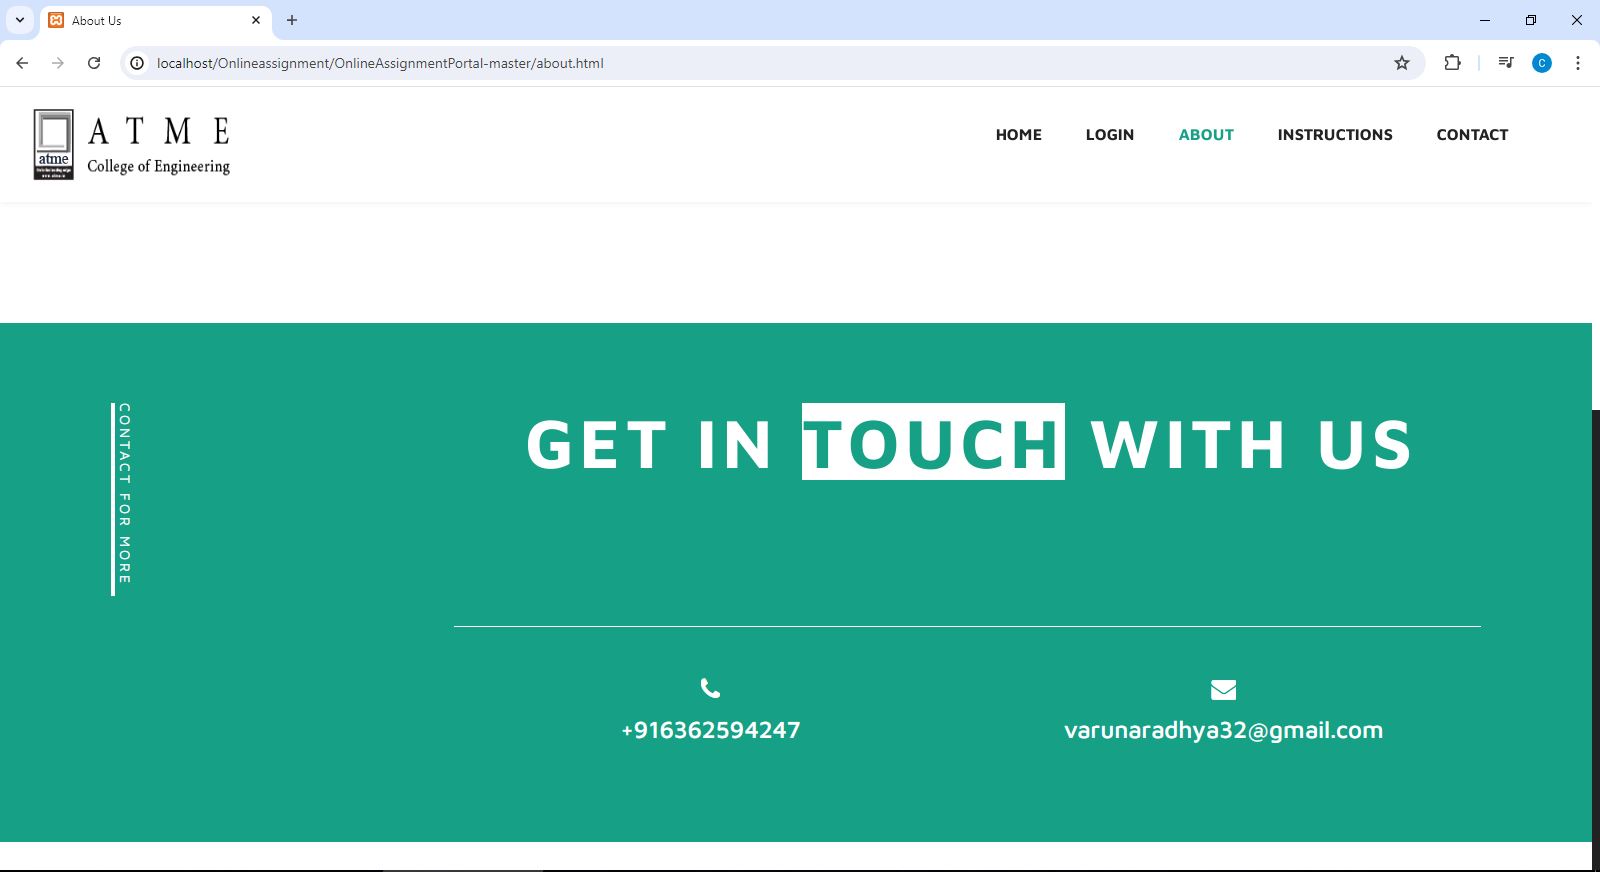 About Us
localhost/Onlineassignment/OnlineAssignmentPortal-master/about.html
C
atme
A T M E
College of Engineering
HOME LOGIN ABOUT INSTRUCTIONS CONTACT
CONTACT FOR MORE
GET IN TOUCH WITH US
+916362594247
varunaradhya32@gmail.com